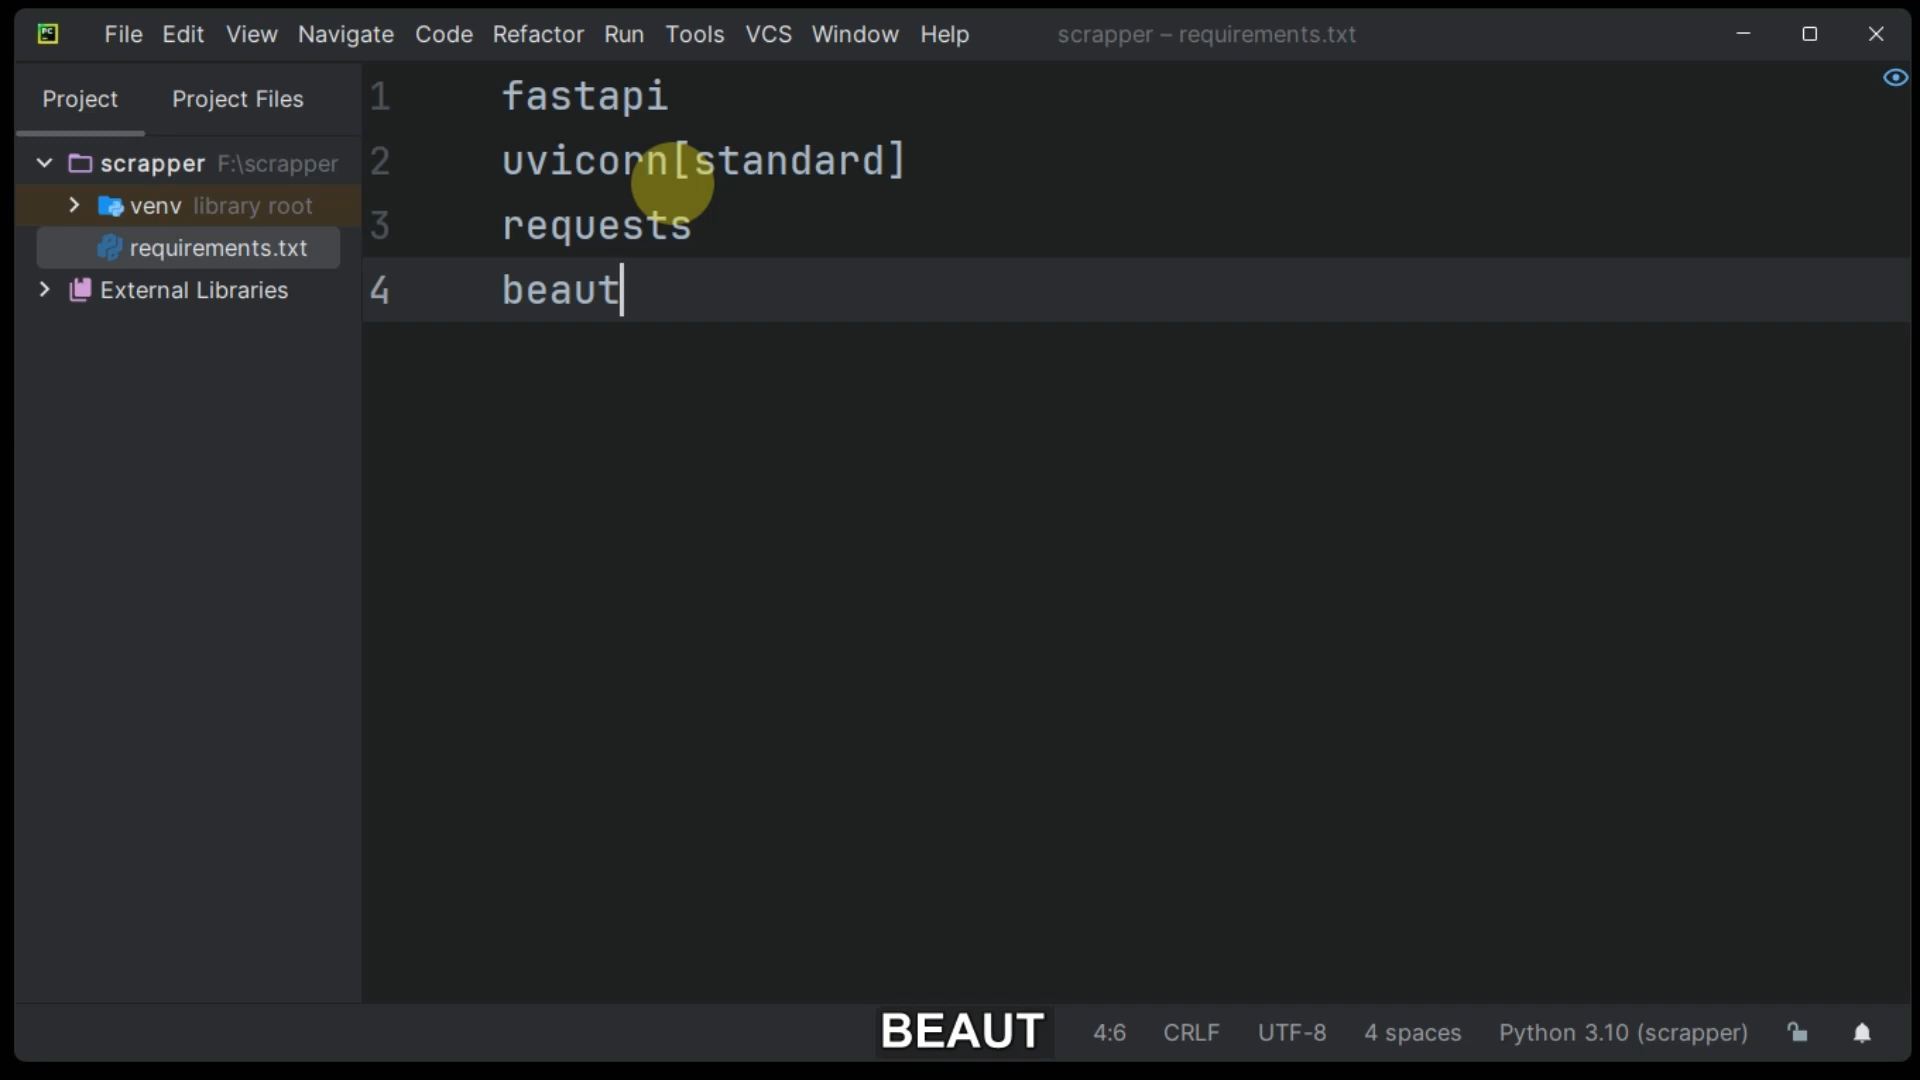 PC File Edit View Navigate Code Refactor Run Tools VCS Window Help scrapper – requirements.txt
Project Project Files
scrapper F:\scrapper
venv library root
requirements.txt
External Libraries
1 fastapi
2 uvicorn[standard]
3 requests
4 beaut
BEAUT 4:6 CRLF UTF-8 4 spaces Python 3.10 (scrapper)